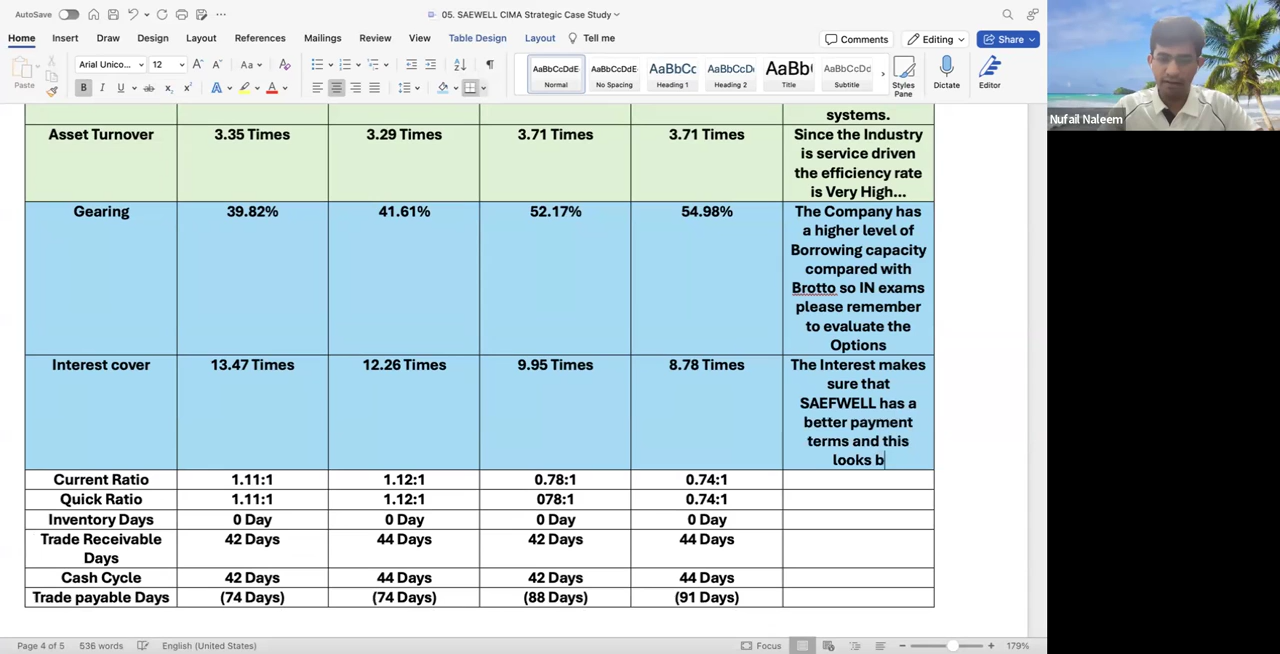 AutoSave
05. SAEWELL CIMA Strategic Case Study
Home Insert Draw Design Layout References Mailings Review View Table Design Layout Tell me
Comments Editing Share
Arial Unico... 12 Aa
Paste
B I U ab x₂ x² A A
AaBbCcDdE AaBbCcDdE AaBbCc AaBbCcDi AaBb( AaBbCcDd
Normal No Spacing Heading 1 Heading 2 Title Subtitle
Styles Pane
Dictate
Editor
Nufail Naleem
systems.
Asset Turnover 3.35 Times 3.29 Times 3.71 Times 3.71 Times Since the Industry
is service driven
the efficiency rate
is Very High...
Gearing 39.82% 41.61% 52.17% 54.98% The Company has
a higher level of
Borrowing capacity
compared with
Brotto so IN exams
please remember
to evaluate the
Options
Interest cover 13.47 Times 12.26 Times 9.95 Times 8.78 Times The Interest makes
sure that
SAEFWELL has a
better payment
terms and this
looks b
Current Ratio 1.11:1 1.12:1 0.78:1 0.74:1
Quick Ratio 1.11:1 1.12:1 078:1 0.74:1
Inventory Days 0 Day 0 Day 0 Day 0 Day
Trade Receivable 42 Days 44 Days 42 Days 44 Days
Days
Cash Cycle 42 Days 44 Days 42 Days 44 Days
Trade payable Days (74 Days) (74 Days) (88 Days) (91 Days)
Page 4 of 5 536 words English (United States) Focus 179%